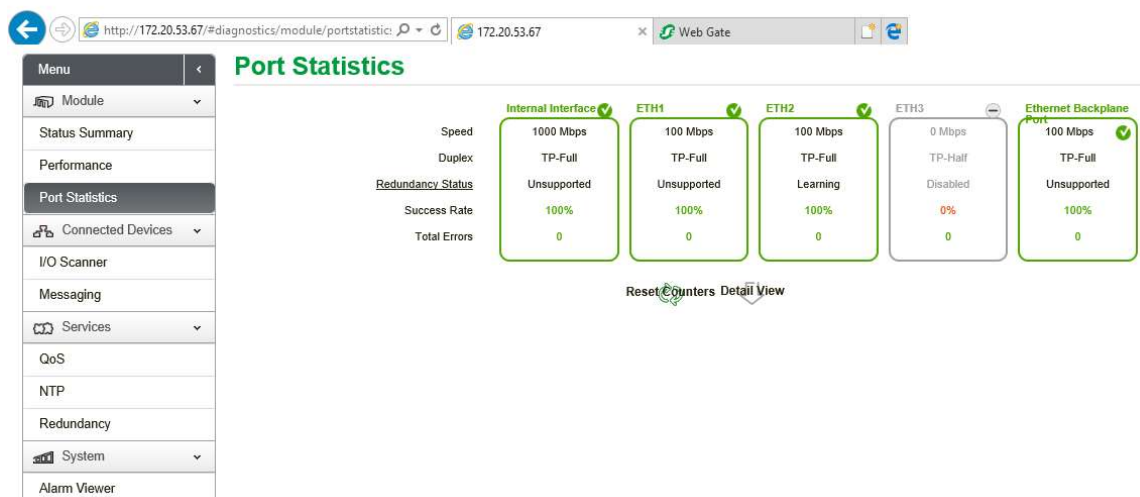 http://172.20.53.67/#diagnostics/module/portstatistic: 172.20.53.67 Web Gate
Menu
Port Statistics
Module
Status Summary
Performance
Port Statistics
Connected Devices
I/O Scanner
Messaging
Services
QoS
NTP
Redundancy
System
Alarm Viewer
Internal Interface ETH1 ETH2 ETH3 Ethernet Backplane Port
Speed 1000 Mbps 100 Mbps 100 Mbps 0 Mbps 100 Mbps
Duplex TP-Full TP-Full TP-Full TP-Half TP-Full
Redundancy Status Unsupported Unsupported Learning Disabled Unsupported
Success Rate 100% 100% 100% 0% 100%
Total Errors 0 0 0 0 0
Reset Counters Detail View